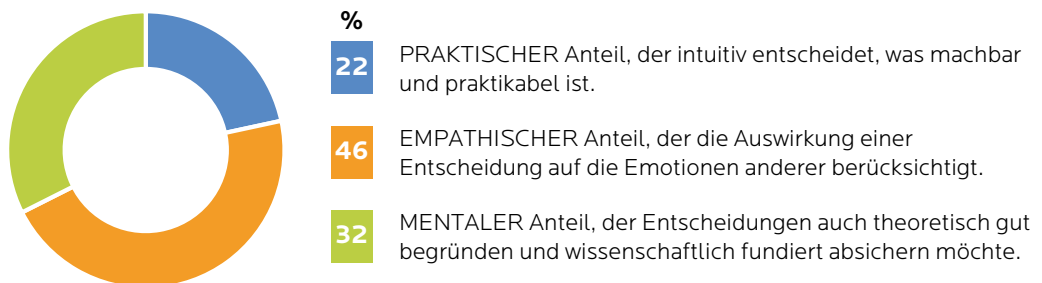 %
22
PRAKTISCHER Anteil, der intuitiv entscheidet, was machbar
und praktikabel ist.
46
EMPATHISCHER Anteil, der die Auswirkung einer
Entscheidung auf die Emotionen anderer berücksichtigt.
32
MENTALER Anteil, der Entscheidungen auch theoretisch gut
begründen und wissenschaftlich fundiert absichern möchte.